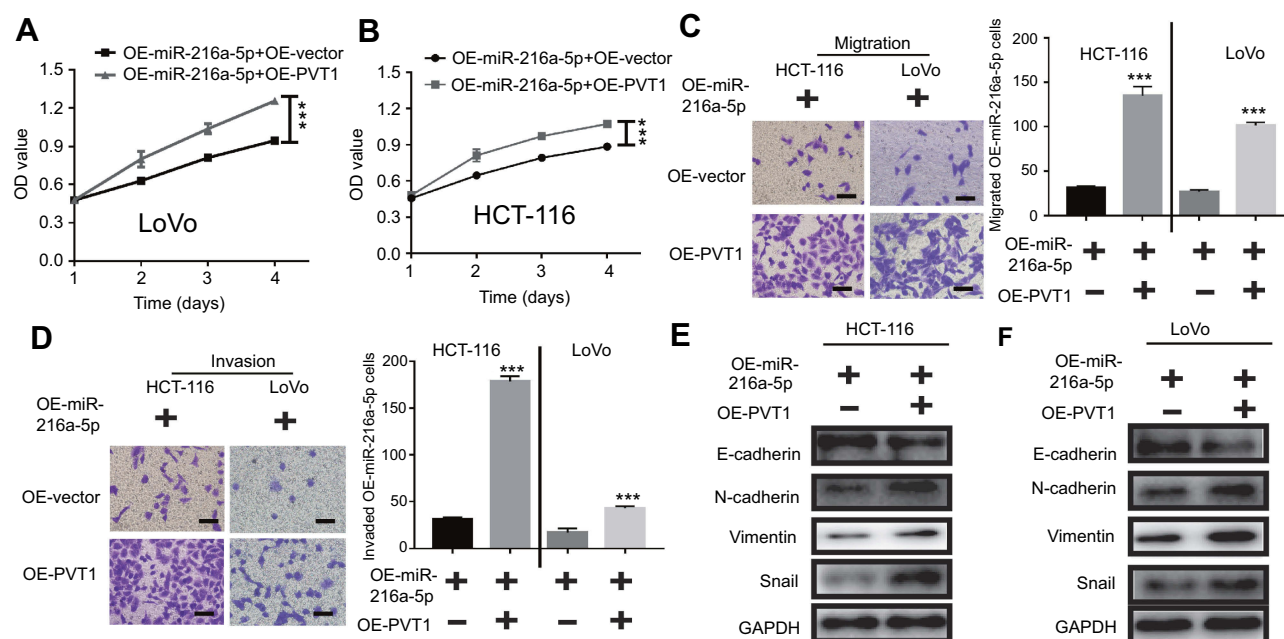 A
OE-miR-216a-5p+OE-vector
OE-miR-216a-5p+OE-PVT1
1.5
1.2
0.9
0.6
0.3
0.0
OD value
***
LoVo
1 2 3 4
Time (days)
B
OE-miR-216a-5p+OE-vector
OE-miR-216a-5p+OE-PVT1
1.5
1.2
0.9
0.6
0.3
0.0
OD value
***
HCT-116
1 2 3 4
Time (days)
C
Migtration
HCT-116 LoVo
OE-miR-
216a-5p
+ +
OE-vector
OE-PVT1
Migrated OE-miR-216a-5p cells
200
150
100
50
0
HCT-116 LoVo
*** ***
OE-miR-
216a-5p
+ + + +
OE-PVT1 − + − +
D
Invasion
HCT-116 LoVo
OE-miR-
216a-5p
+ +
OE-vector
OE-PVT1
Invaded OE-miR-216a-5p cells
200
150
100
50
0
HCT-116 LoVo
*** ***
OE-miR-
216a-5p
+ + + +
OE-PVT1 − + − +
E
HCT-116
OE-miR-
216a-5p
+ +
OE-PVT1 − +
E-cadherin
N-cadherin
Vimentin
Snail
GAPDH
F
LoVo
OE-miR-
216a-5p
+ +
OE-PVT1 − +
E-cadherin
N-cadherin
Vimentin
Snail
GAPDH